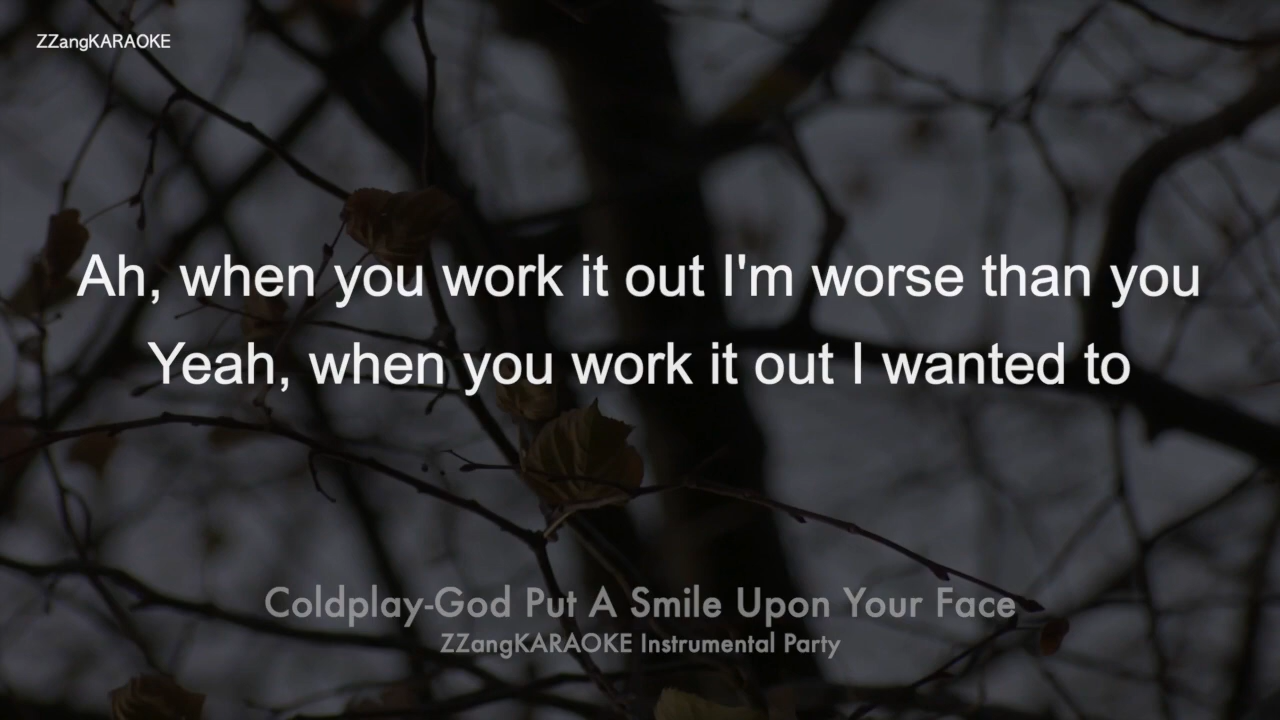 ZZangKARAOKE
Ah, when you work it out I'm worse than you
Yeah, when you work it out I wanted to
Coldplay-God Put A Smile Upon Your Face
ZZangKARAOKE Instrumental Party